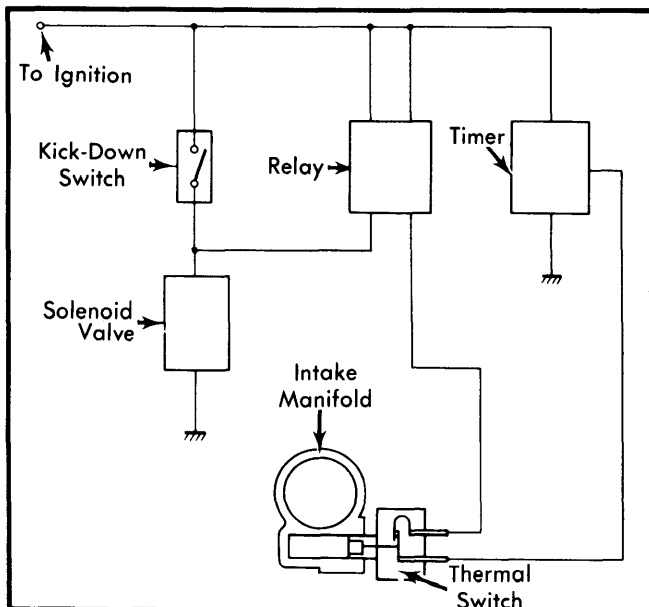 To Ignition
Kick-Down
Switch
Relay
Timer
Solenoid
Valve
Intake
Manifold
Thermal
Switch